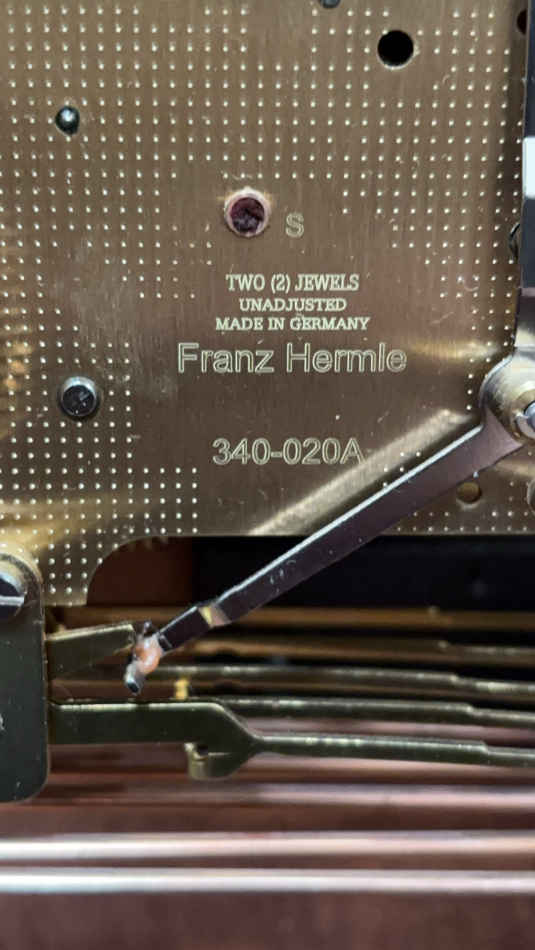 S
TWO (2) JEWELS
UNADJUSTED
MADE IN GERMANY
Franz Hermle
340-020A